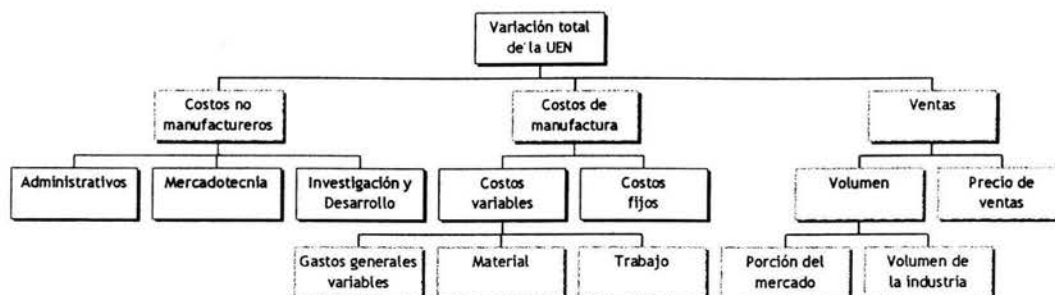 Variación total
de la UEN
Costos no
manufactureros
Costos de
manufactura
Ventas
Administrativos
Mercadotecnia
Investigación y
Desarrollo
Costos
variables
Costos
fijos
Volumen
Precio de
ventas
Gastos generales
variables
Material
Trabajo
Porción del
mercado
Volumen de
la industria